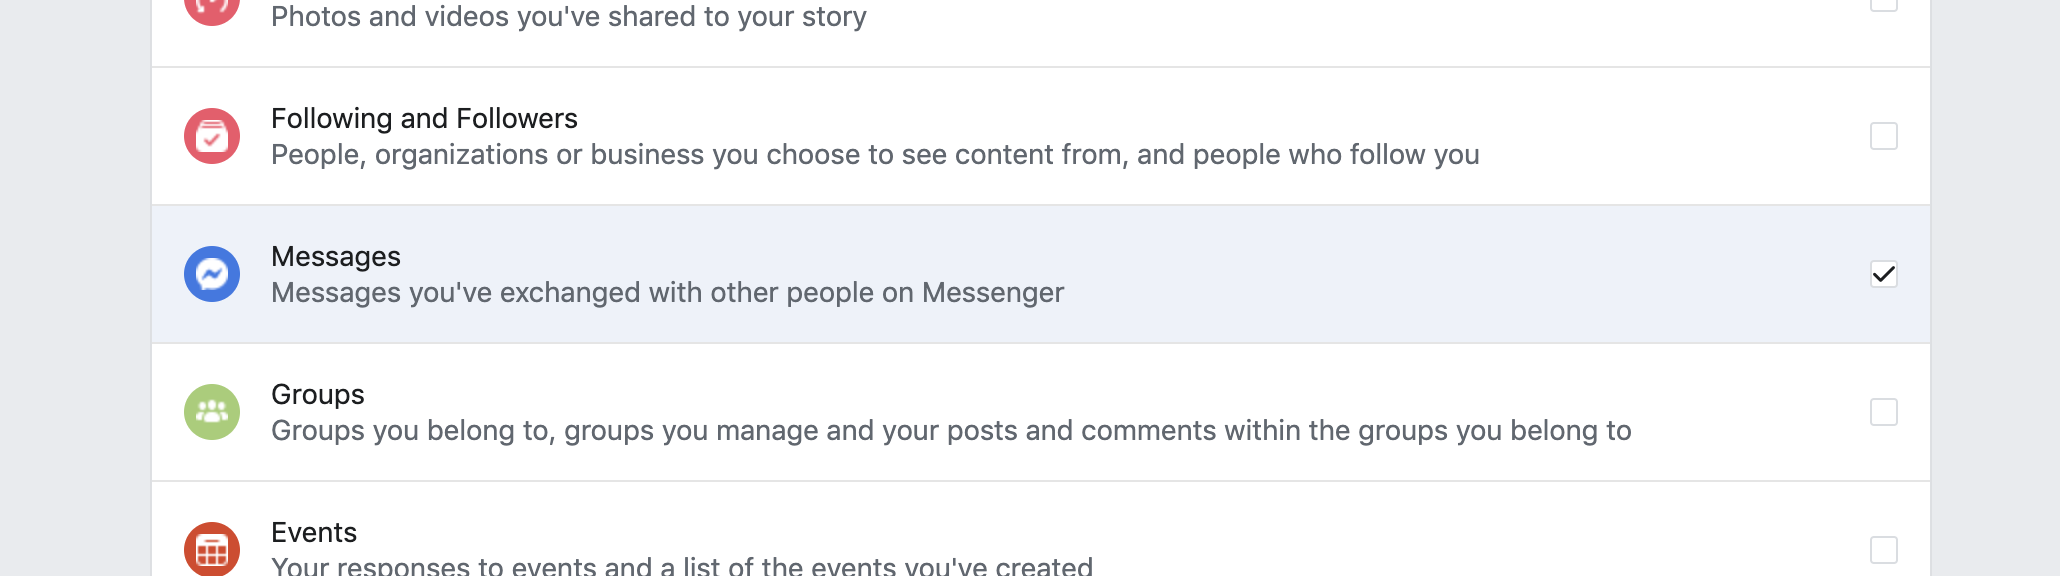 Photos and videos you've shared to your story
Following and Followers
People, organizations or business you choose to see content from, and people who follow you
Messages
Messages you've exchanged with other people on Messenger
Groups
Groups you belong to, groups you manage and your posts and comments within the groups you belong to
Events
Your responses to events and a list of the events you've created